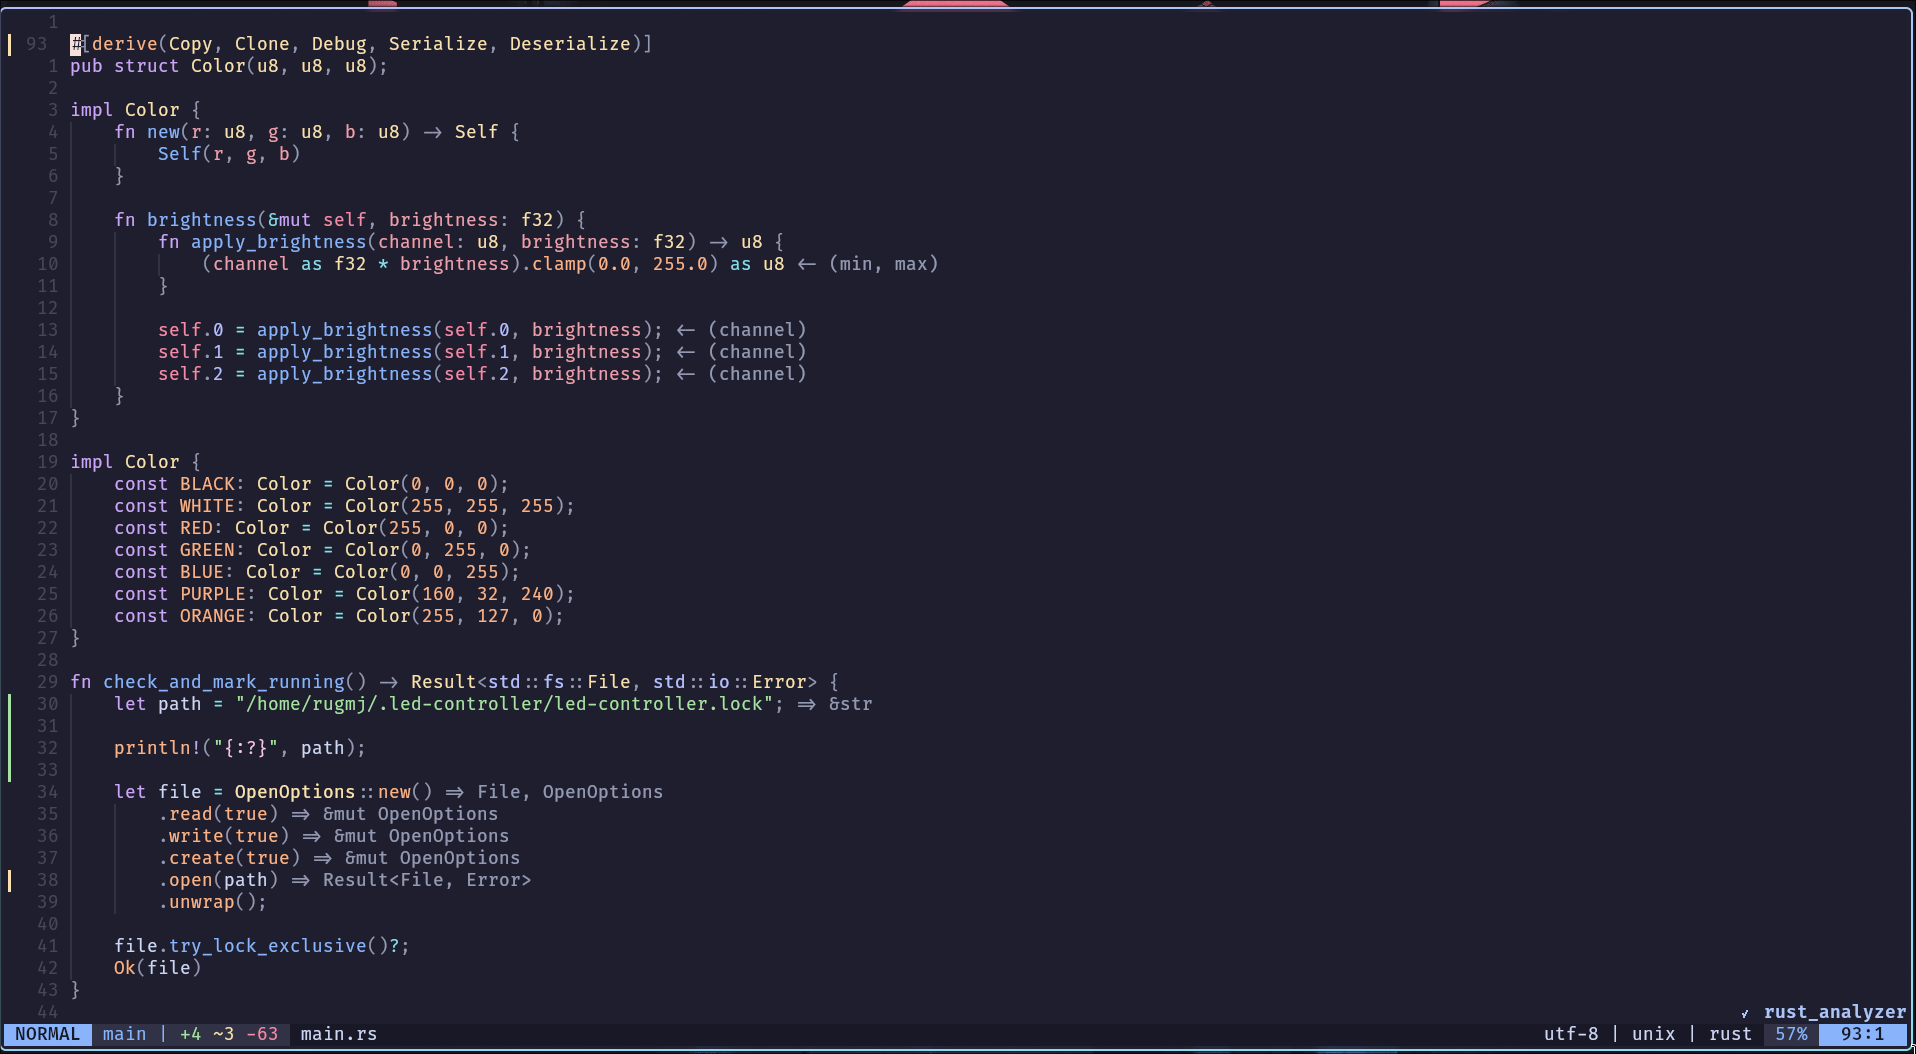 1
93 #[derive(Copy, Clone, Debug, Serialize, Deserialize)]
1 pub struct Color(u8, u8, u8);
2
3 impl Color {
4     fn new(r: u8, g: u8, b: u8) -> Self {
5         Self(r, g, b)
6     }
7
8     fn brightness(&mut self, brightness: f32) {
9         fn apply_brightness(channel: u8, brightness: f32) -> u8 {
10             (channel as f32 * brightness).clamp(0.0, 255.0) as u8 <- (min, max)
11         }
12
13         self.0 = apply_brightness(self.0, brightness); <- (channel)
14         self.1 = apply_brightness(self.1, brightness); <- (channel)
15         self.2 = apply_brightness(self.2, brightness); <- (channel)
16     }
17 }
18
19 impl Color {
20     const BLACK: Color = Color(0, 0, 0);
21     const WHITE: Color = Color(255, 255, 255);
22     const RED: Color = Color(255, 0, 0);
23     const GREEN: Color = Color(0, 255, 0);
24     const BLUE: Color = Color(0, 0, 255);
25     const PURPLE: Color = Color(160, 32, 240);
26     const ORANGE: Color = Color(255, 127, 0);
27 }
28
29 fn check_and_mark_running() -> Result<std::fs::File, std::io::Error> {
30     let path = "/home/rugmj/.led-controller/led-controller.lock"; => &str
31
32     println!("{:?}", path);
33
34     let file = OpenOptions::new() => File, OpenOptions
35         .read(true) => &mut OpenOptions
36         .write(true) => &mut OpenOptions
37         .create(true) => &mut OpenOptions
38         .open(path) => Result<File, Error>
39         .unwrap();
40
41     file.try_lock_exclusive()?;
42     Ok(file)
43 }
44
✓ rust_analyzer
NORMAL main | +4 ~3 -63 main.rs utf-8 | unix | rust 57% 93:1